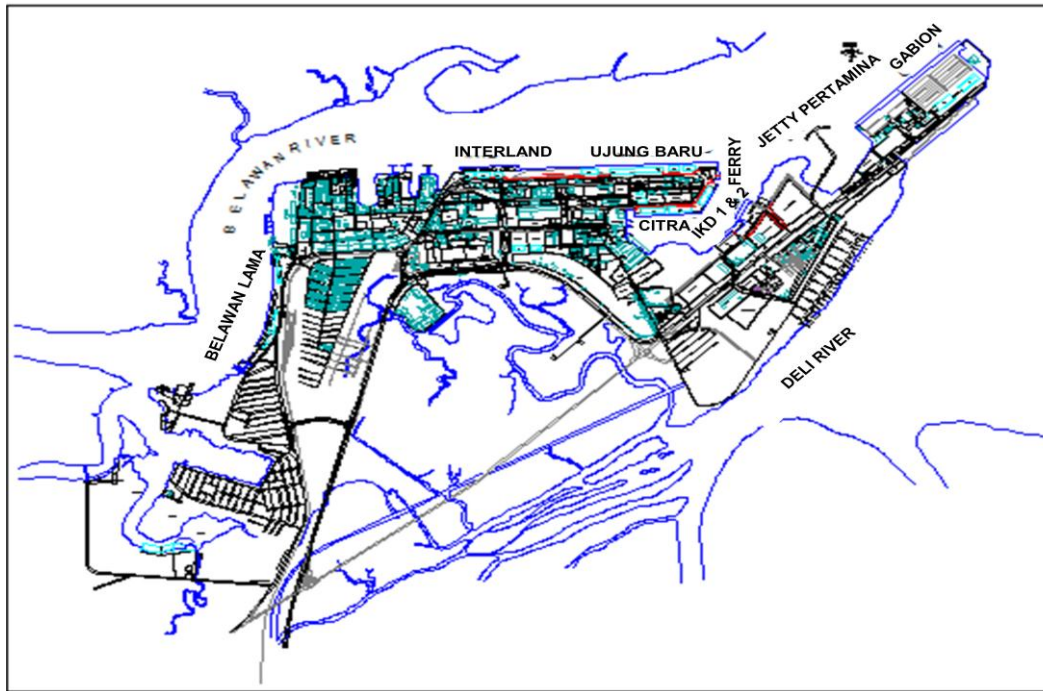 GABION
JETTY PERTAMINA
BELAWAN RIVER
INTERLAND
UJUNG BARU
FERRY
CITRA
IKD 1 & 2
BELAWAN LAMA
DELI RIVER